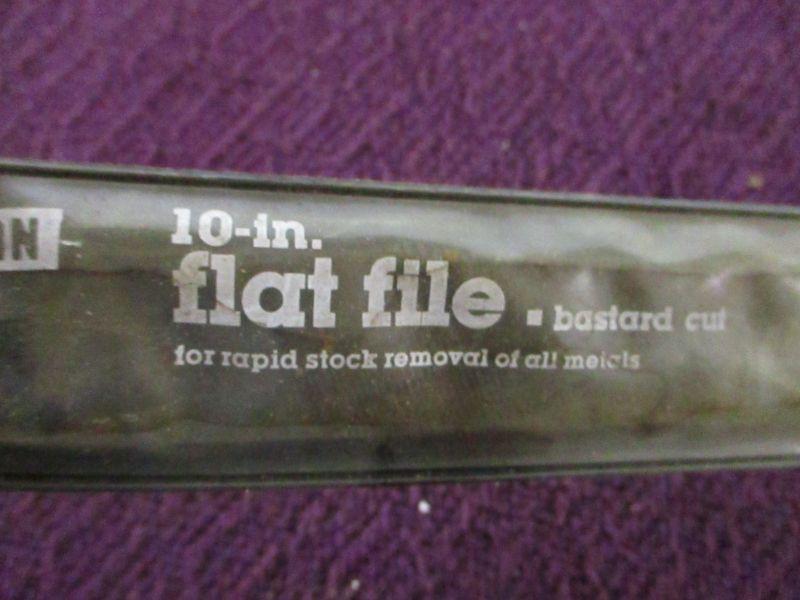 10-in.
flat file ▪ bastard cut
for rapid stock removal of all metals